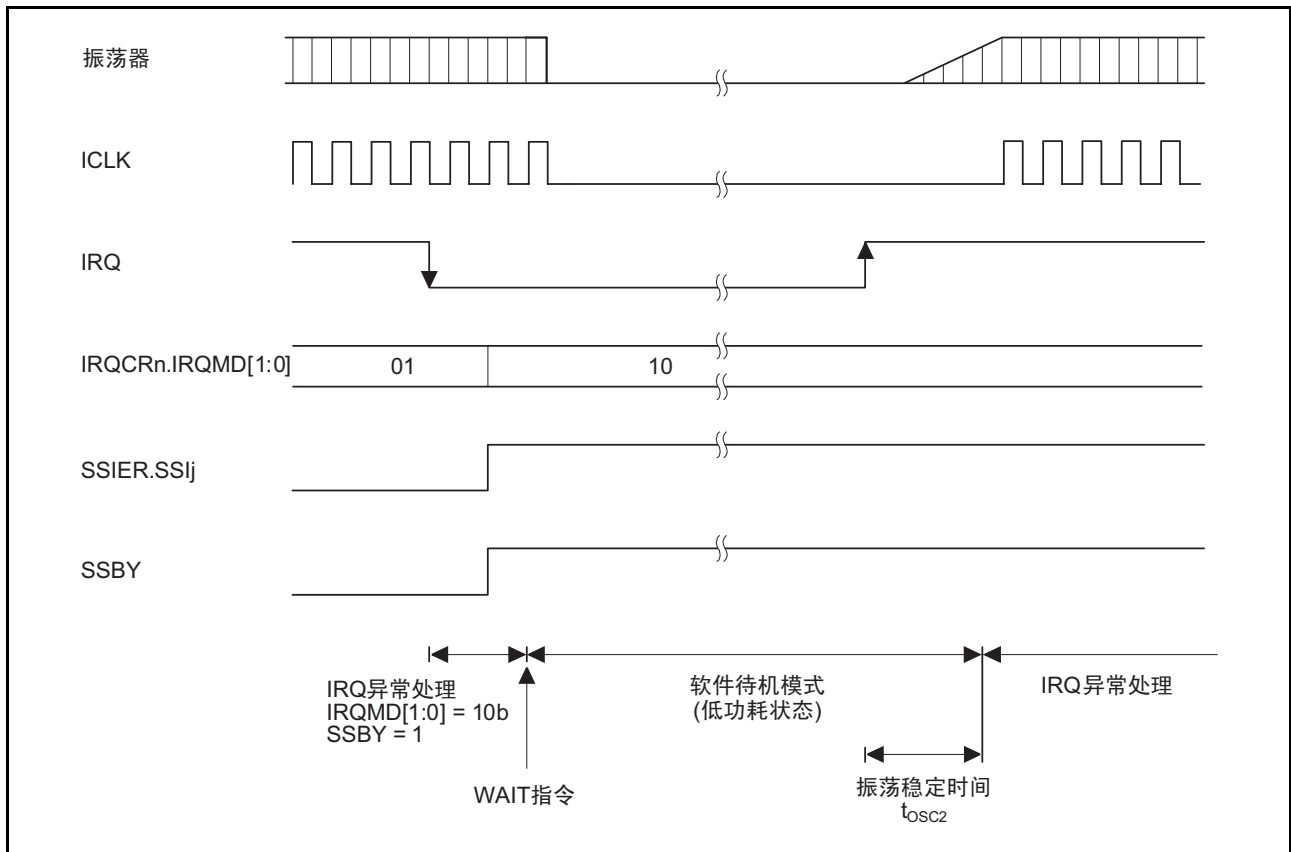 振荡器
ICLK
IRQ
IRQCRn.IRQMD[1:0]
01
10
SSIER.SSIj
SSBY
IRQ异常处理
IRQMD[1:0] = 10b
SSBY = 1
软件待机模式
(低功耗状态)
IRQ异常处理
WAIT指令
振荡稳定时间
tOSC2